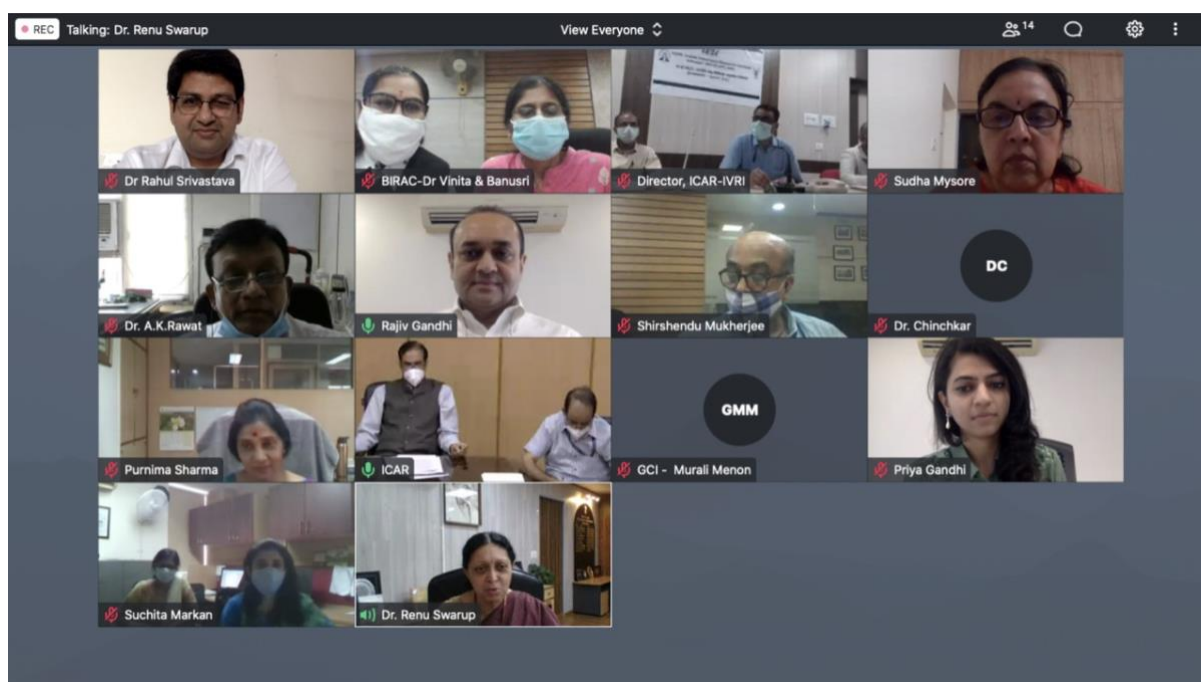 REC
Talking: Dr. Renu Swarup
View Everyone
14
Dr Rahul Srivastava
BIRAC-Dr Vinita & Banusri
Director, ICAR-IVRI
Sudha Mysore
Dr. A.K.Rawat
Rajiv Gandhi
Shirshendu Mukherjee
DC
Dr. Chinchkar
Purnima Sharma
ICAR
GMM
GCI - Murali Menon
Priya Gandhi
Suchita Markan
Dr. Renu Swarup